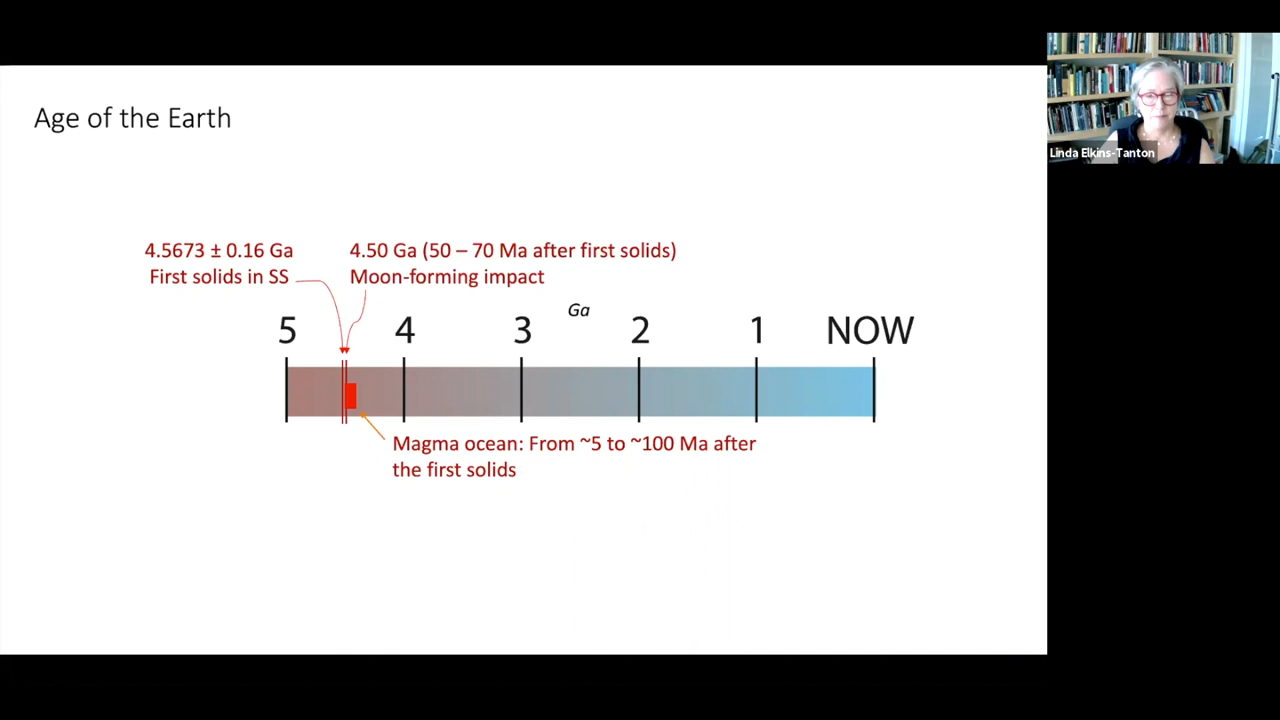 Age of the Earth
4.5673 ± 0.16 Ga
First solids in SS
4.50 Ga (50 – 70 Ma after first solids)
Moon-forming impact
Ga
5 4 3 2 1 NOW
Magma ocean: From ~5 to ~100 Ma after
the first solids
Linda Elkins-Tanton